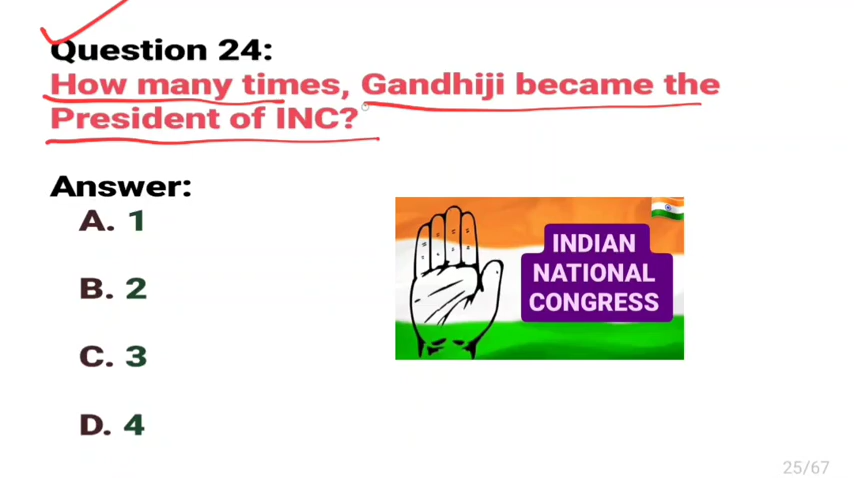 Question 24:
How many times, Gandhiji became the
President of INC?
Answer:
A. 1
B. 2
C. 3
D. 4
INDIAN
NATIONAL
CONGRESS
25/67